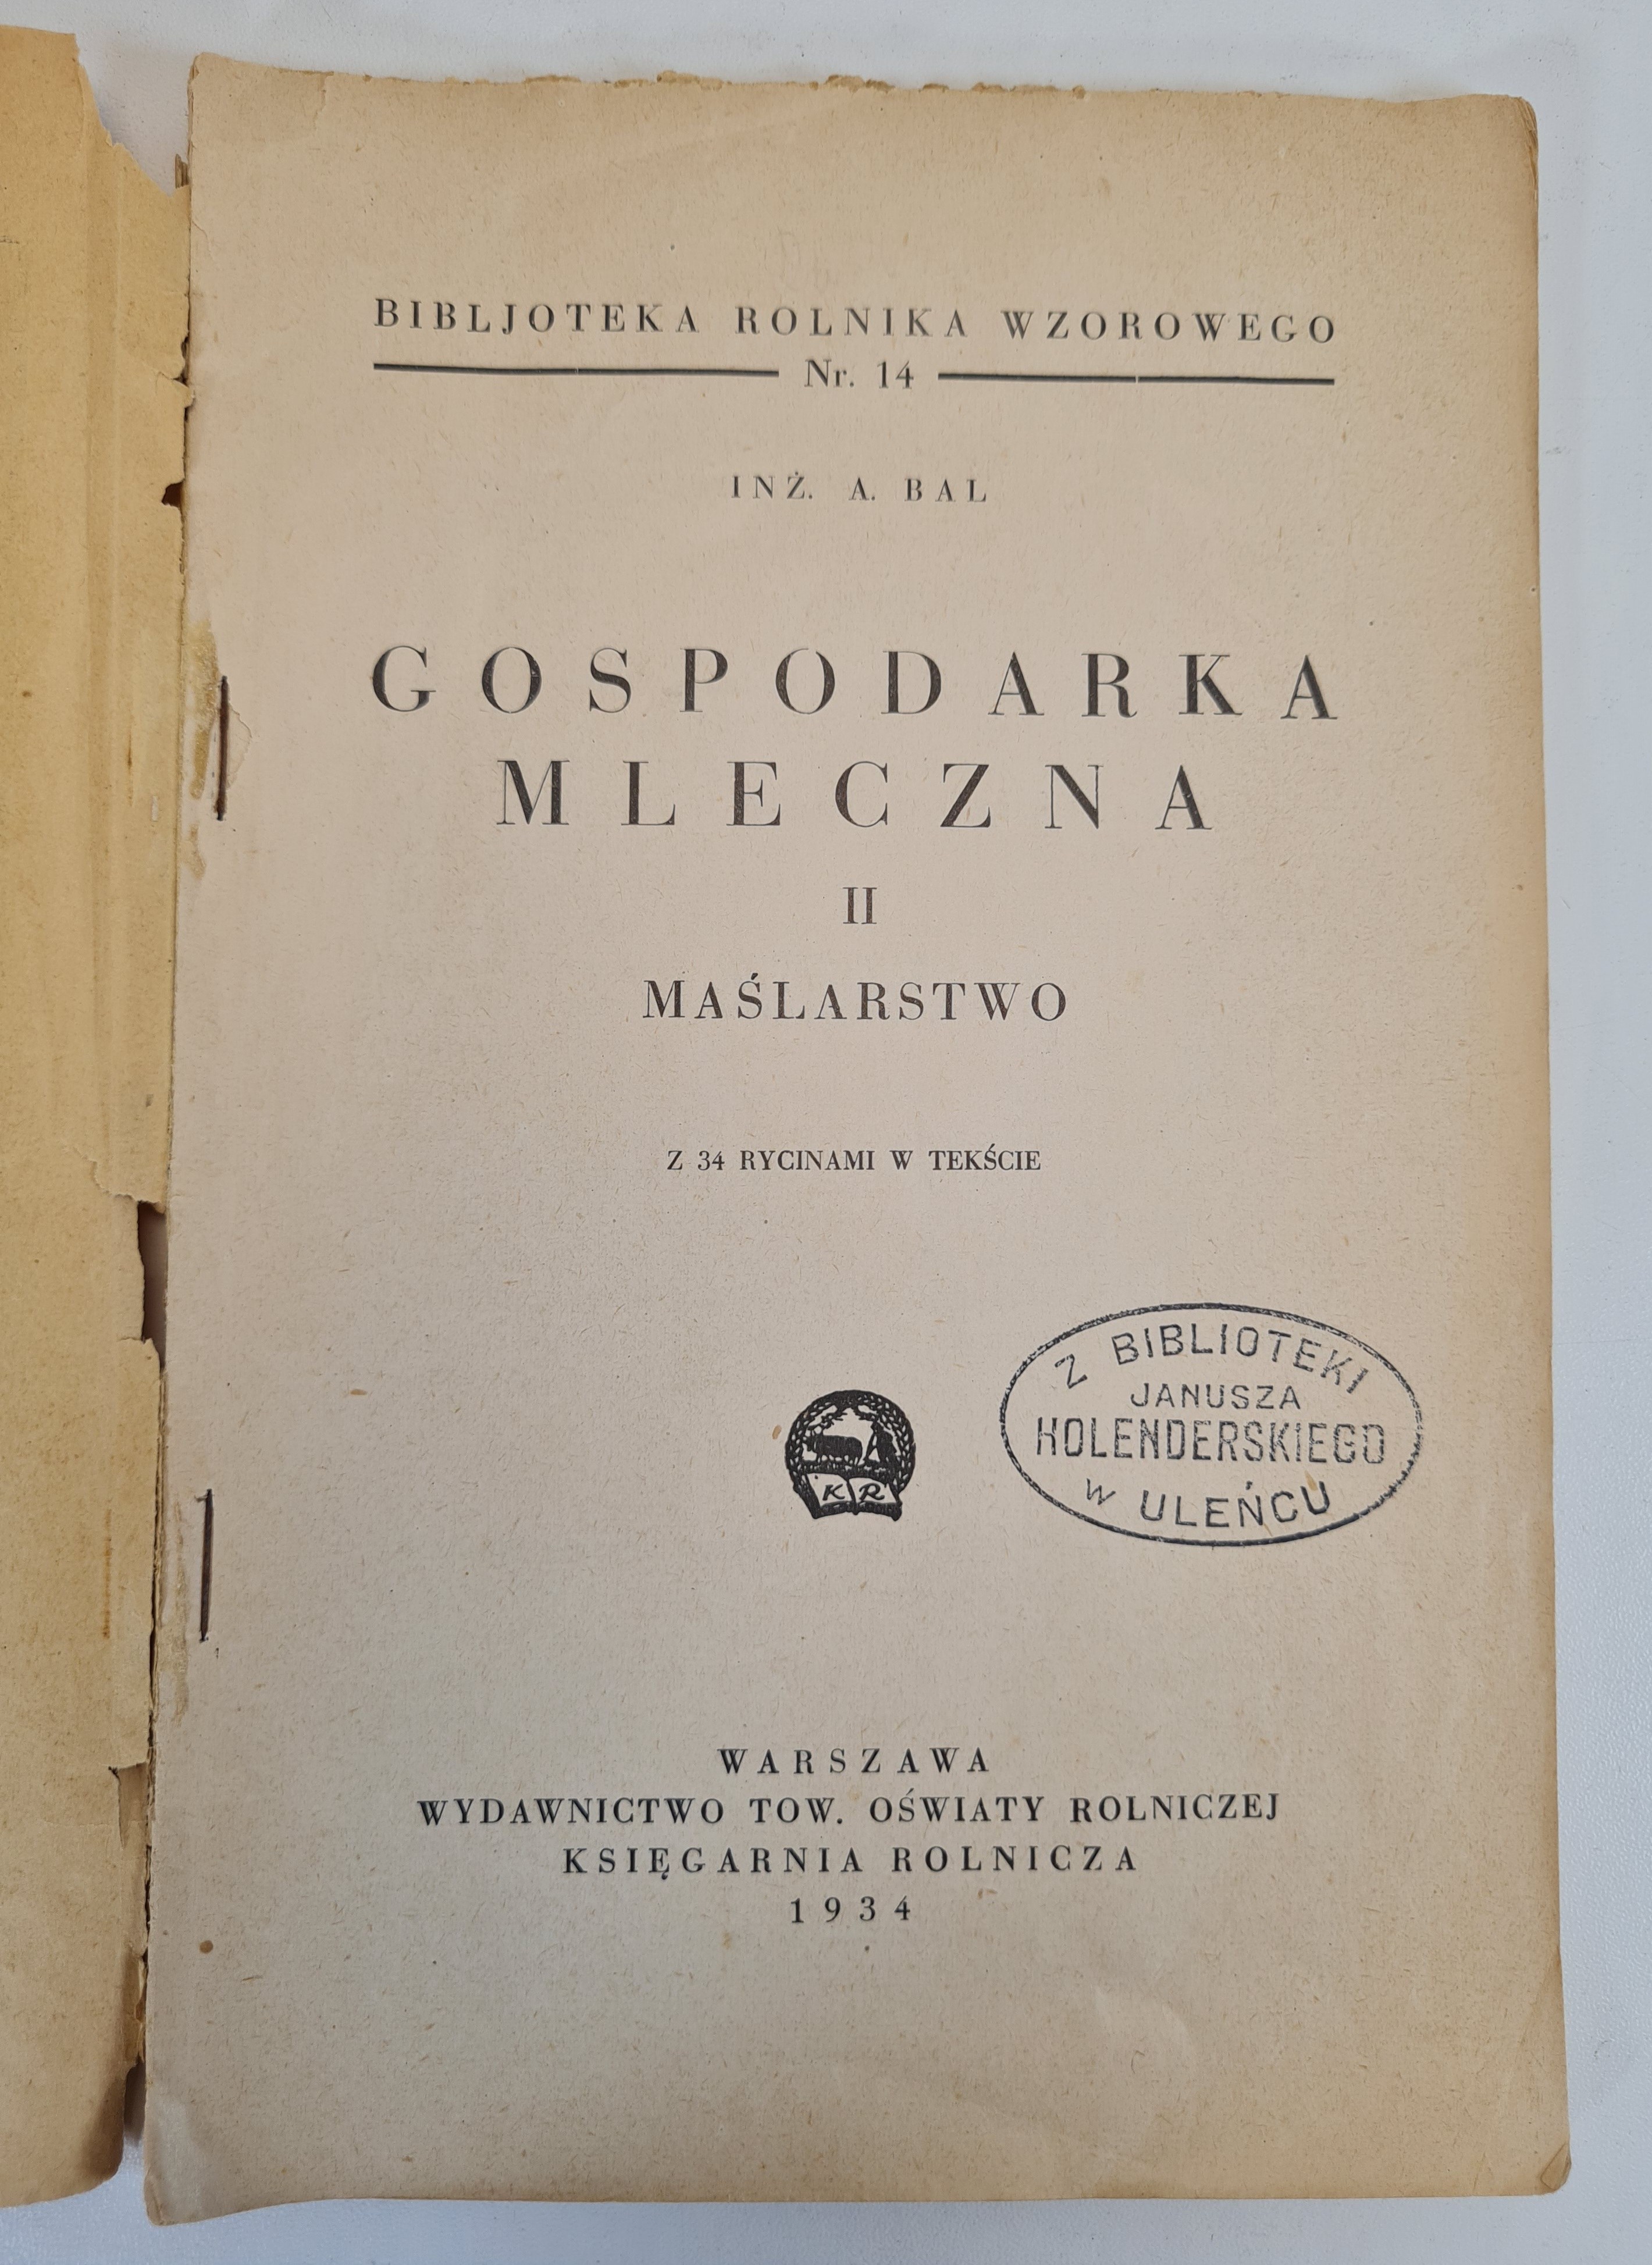 BIBLJOTEKA ROLNIKA WZOROWEGO
Nr. 14
INŻ. A. BAL
GOSPODARKA
MLECZNA
II
MAŚLARSTWO
Z 34 RYCINAMI W TEKŚCIE
K R
Z BIBLIOTEKI
JANUSZA
HOLENDERSKIEGO
W ULEŃCU
WARSZAWA
WYDAWNICTWO TOW. OŚWIATY ROLNICZEJ
KSIĘGARNIA ROLNICZA
1934